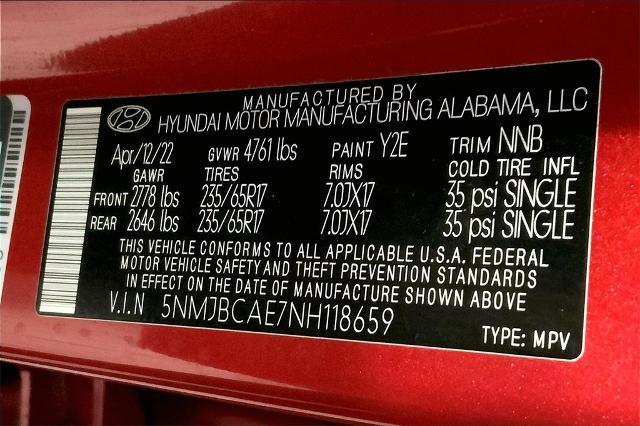 MANUFACTURED BY
HYUNDAI MOTOR MANUFACTURING ALABAMA, LLC
Apr/12/22 GVWR 4761 lbs PAINT Y2E TRIM NNB
GAWR TIRES RIMS COLD TIRE INFL
FRONT 2778 lbs 235/65R17 7.0JX17 35 psi SINGLE
REAR 2646 lbs 235/65R17 7.0JX17 35 psi SINGLE
THIS VEHICLE CONFORMS TO ALL APPLICABLE U.S.A. FEDERAL
MOTOR VEHICLE SAFETY AND THEFT PREVENTION STANDARDS
IN EFFECT ON THE DATE OF MANUFACTURE SHOWN ABOVE
V.I.N 5NMJBCAE7NH118659
TYPE: MPV